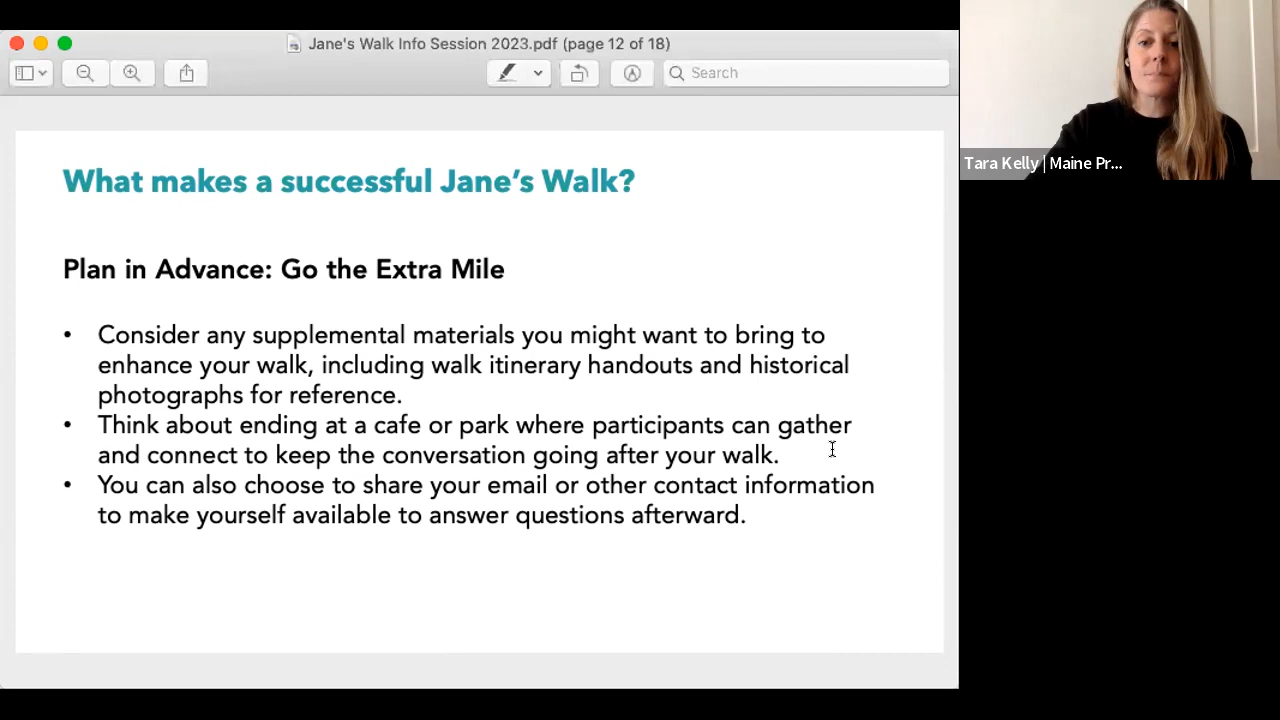 Jane's Walk Info Session 2023.pdf (page 12 of 18)
Search
Tara Kelly | Maine Pr...
What makes a successful Jane's Walk?
Plan in Advance: Go the Extra Mile
• Consider any supplemental materials you might want to bring to
enhance your walk, including walk itinerary handouts and historical
photographs for reference.
• Think about ending at a cafe or park where participants can gather
and connect to keep the conversation going after your walk.
• You can also choose to share your email or other contact information
to make yourself available to answer questions afterward.